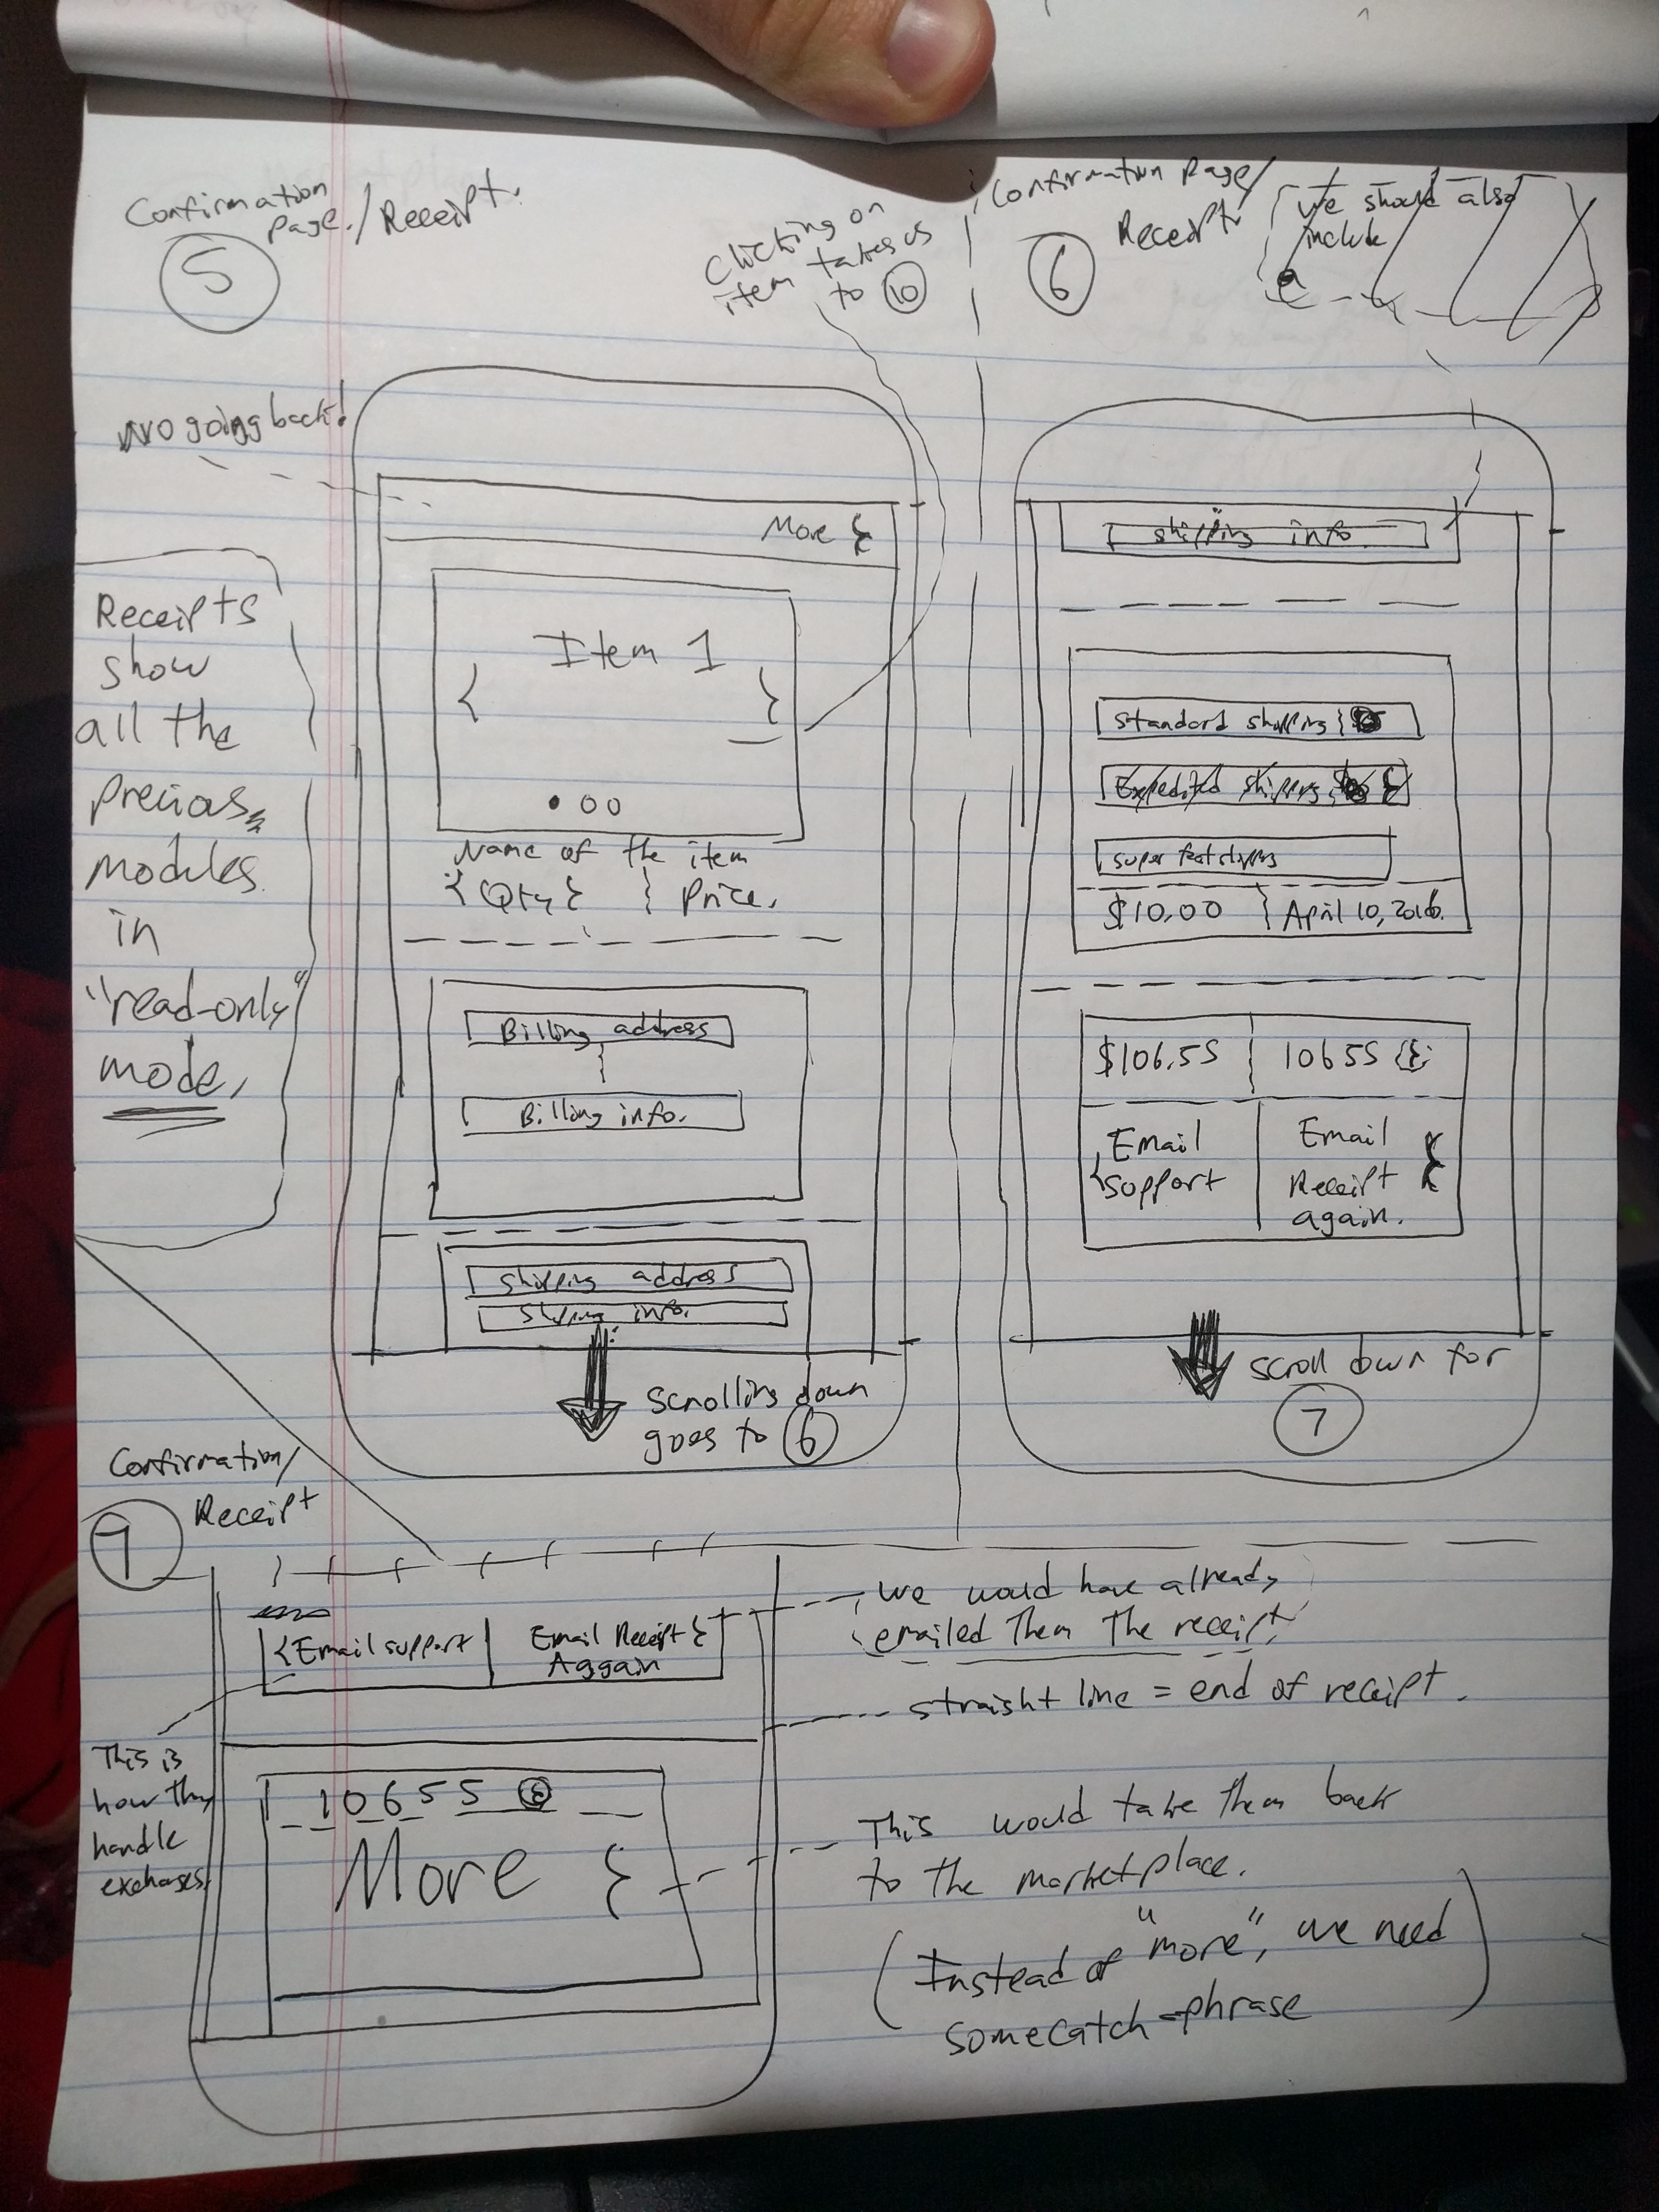 Confirmation
Page/Receipt.
5
Clicking on
item takes us
to 10
No going back!
More
Item 1
Name of the item
{Qty} } Price.
Billing address
Billing info.
Shipping address
Shipping info.
Scrolling down
goes to 6
Receipts
show
all the
previous
modules
in
"read-only"
mode.
Confirmation Page/
Receipt
6
we should also
include
Shipping info
Standard shipping
Expedited shipping
super fast
$10.00 } April 10, 2016.
$106.55 10655
Email
Support
Email
Receipt
again.
scroll down for
7
Confirmation/
Receipt
7
{Email support
Email Receipt}
Aggain
we would have already
emailed them the receipt
straight line = end of receipt.
This is
how they
handle
10655
More }
This would take them back
to the marketplace.
(Instead of "more", we need
some catch-phrase